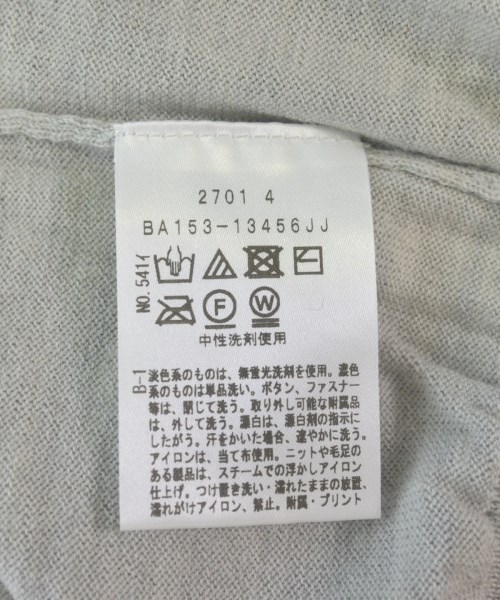 2701 4
BA153-13456JJ
NO.541イ
F
W
中性洗剤使用
B-1
淡色系のものは、無蛍光洗剤を使用。濃色
系のものは単品洗い。ボタン、ファスナー
等は、閉じて洗う。取り外し可能な附属品
は、外して洗う。漂白は、漂白剤の指示に
したがう。汗をかいた場合、速やかに洗う。
アイロンは、当て布使用。ニットや毛足の
ある製品は、スチームでの浮かしアイロン
仕上げ。つけ置き洗い・濡れたままの放置、
濡れがけアイロン、禁止。附属・プリント